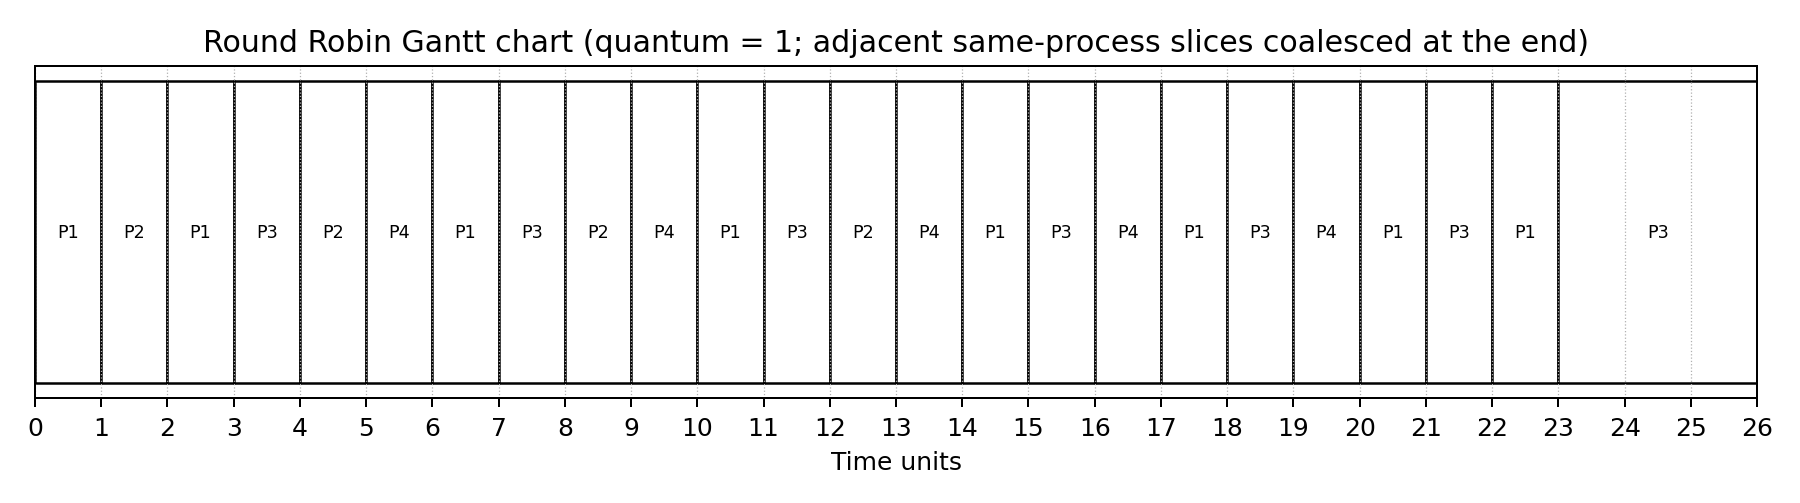 Round Robin Gantt chart (quantum = 1; adjacent same-process slices coalesced at the end)
P1 P2 P1 P3 P2 P4 P1 P3 P2 P4 P1 P3 P2 P4 P1 P3 P4 P1 P3 P4 P1 P3 P1 P3
0 1 2 3 4 5 6 7 8 9 10 11 12 13 14 15 16 17 18 19 20 21 22 23 24 25 26
Time units